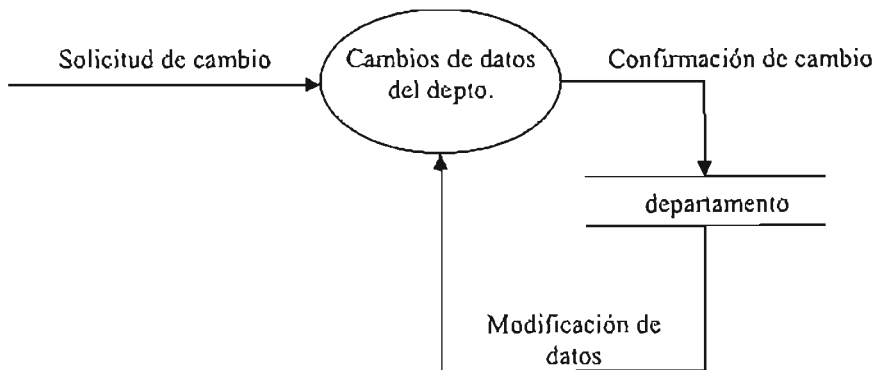 Solicitud de cambio
Cambios de datos
del depto.
Confirmación de cambio
departamento
Modificación de
datos